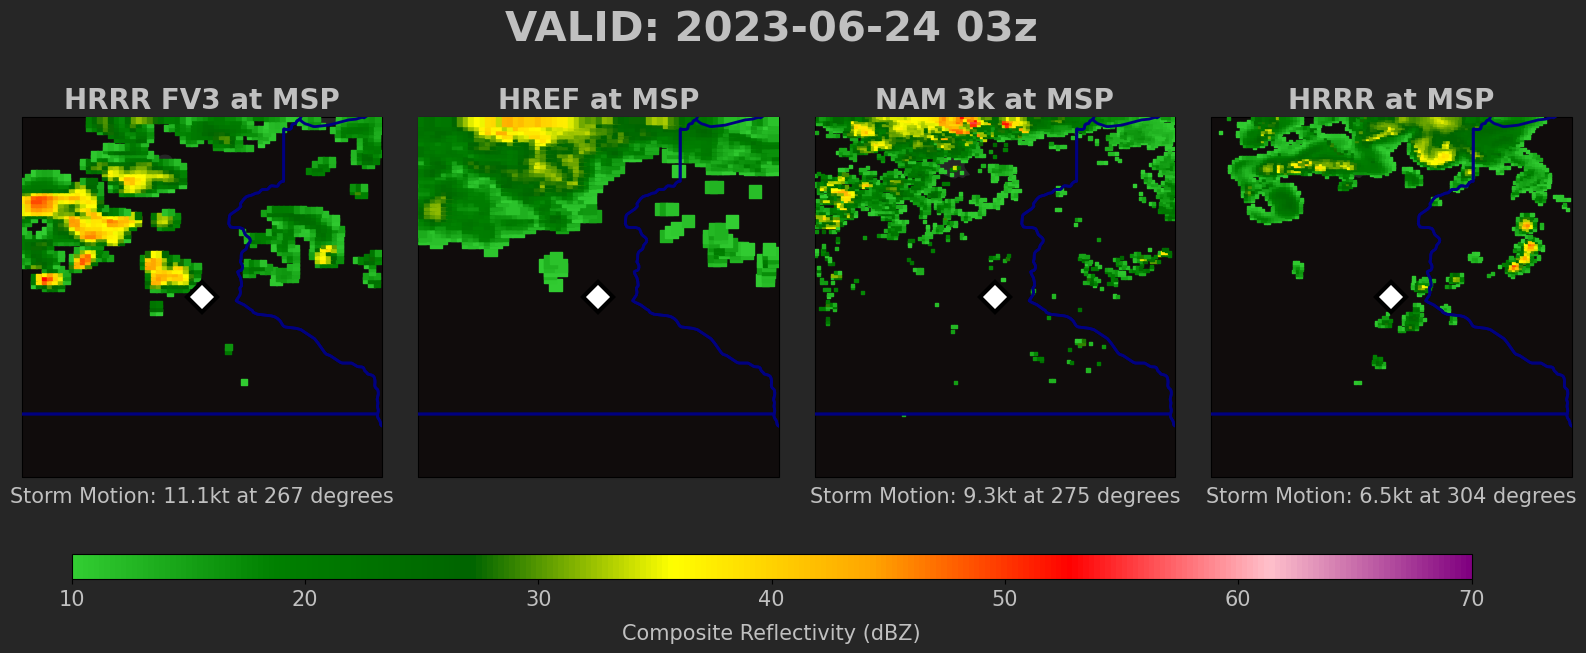 VALID: 2023-06-24 03z
HRRR FV3 at MSP
HREF at MSP
NAM 3k at MSP
HRRR at MSP
Storm Motion: 11.1kt at 267 degrees
Storm Motion: 9.3kt at 275 degrees
Storm Motion: 6.5kt at 304 degrees
10 20 30 40 50 60 70
Composite Reflectivity (dBZ)